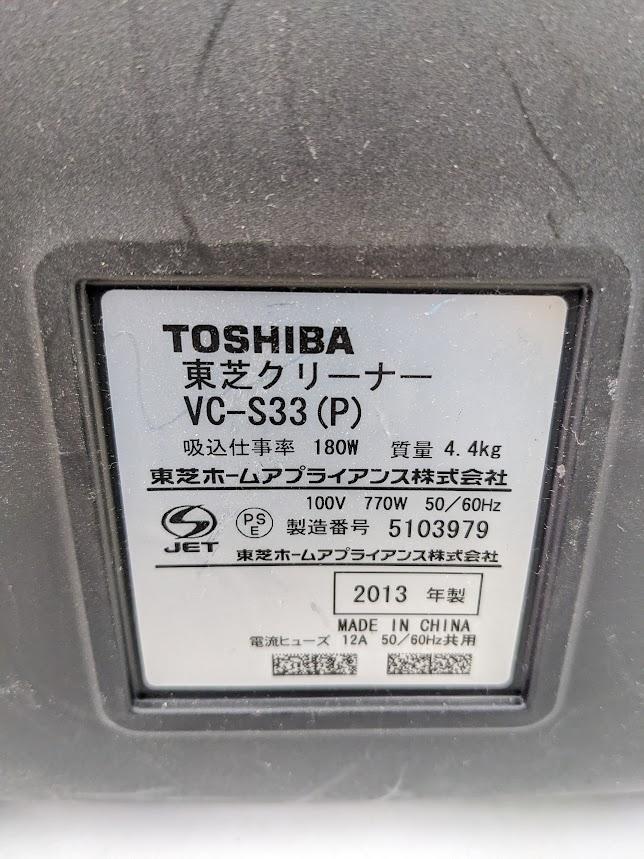 TOSHIBA
東芝クリーナー
VC-S33(P)
吸込仕事率 180W 質量 4.4kg
東芝ホームアプライアンス株式会社
100V 770W 50/60Hz
JET PSE 製造番号 5103979
東芝ホームアプライアンス株式会社
2013 年製
MADE IN CHINA
電流ヒューズ 12A 50/60Hz共用